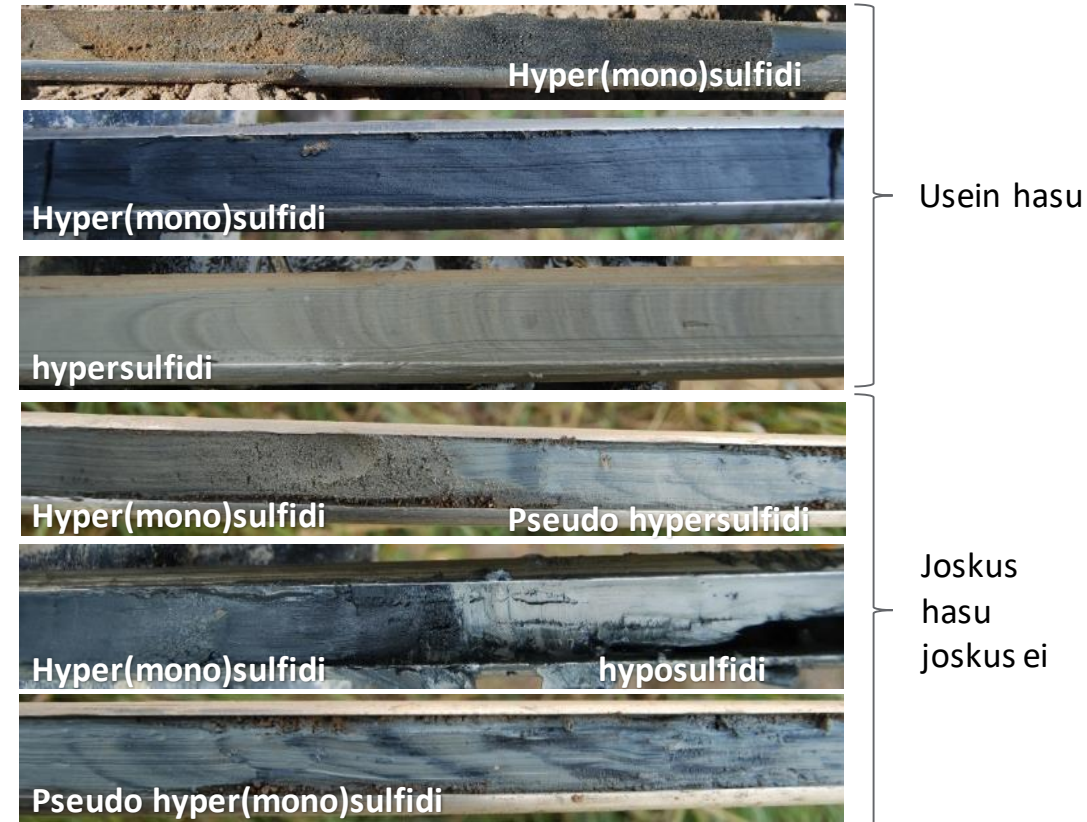 Hyper(mono)sulfidi
Hyper(mono)sulfidi
Usein hasu
hypersulfidi
Hyper(mono)sulfidi
Pseudo hypersulfidi
Joskus
hasu
joskus ei
Hyper(mono)sulfidi
hyposulfidi
Pseudo hyper(mono)sulfidi